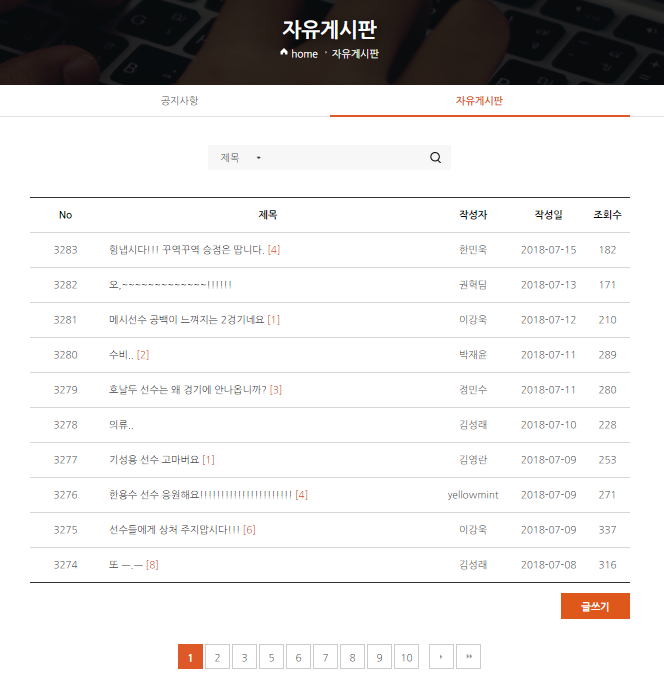 자유게시판
home · 자유게시판
공지사항 자유게시판
제목
No 제목 작성자 작성일 조회수
3283 힘냅시다!!! 꾸역꾸역 승점은 땁니다. [4] 한민욱 2018-07-15 182
3282 오,~~~~~~~~~~~~~!!!!!! 권혁담 2018-07-13 171
3281 메시선수 공백이 느껴지는 2경기네요 [1] 이강욱 2018-07-12 210
3280 수비.. [2] 박재윤 2018-07-11 289
3279 호날두 선수는 왜 경기에 안나옵니까? [3] 정민수 2018-07-11 280
3278 의류.. 김성래 2018-07-10 228
3277 기성용 선수 고마버요 [1] 김영란 2018-07-09 253
3276 한용수 선수 응원해요!!!!!!!!!!!!!!!!!!!!!! [4] yellowmint 2018-07-09 271
3275 선수들에게 상처 주지맙시다!!! [6] 이강욱 2018-07-09 337
3274 또 ㅡ.ㅡ [8] 김성래 2018-07-08 316
글쓰기
1 2 3 5 6 7 8 9 10